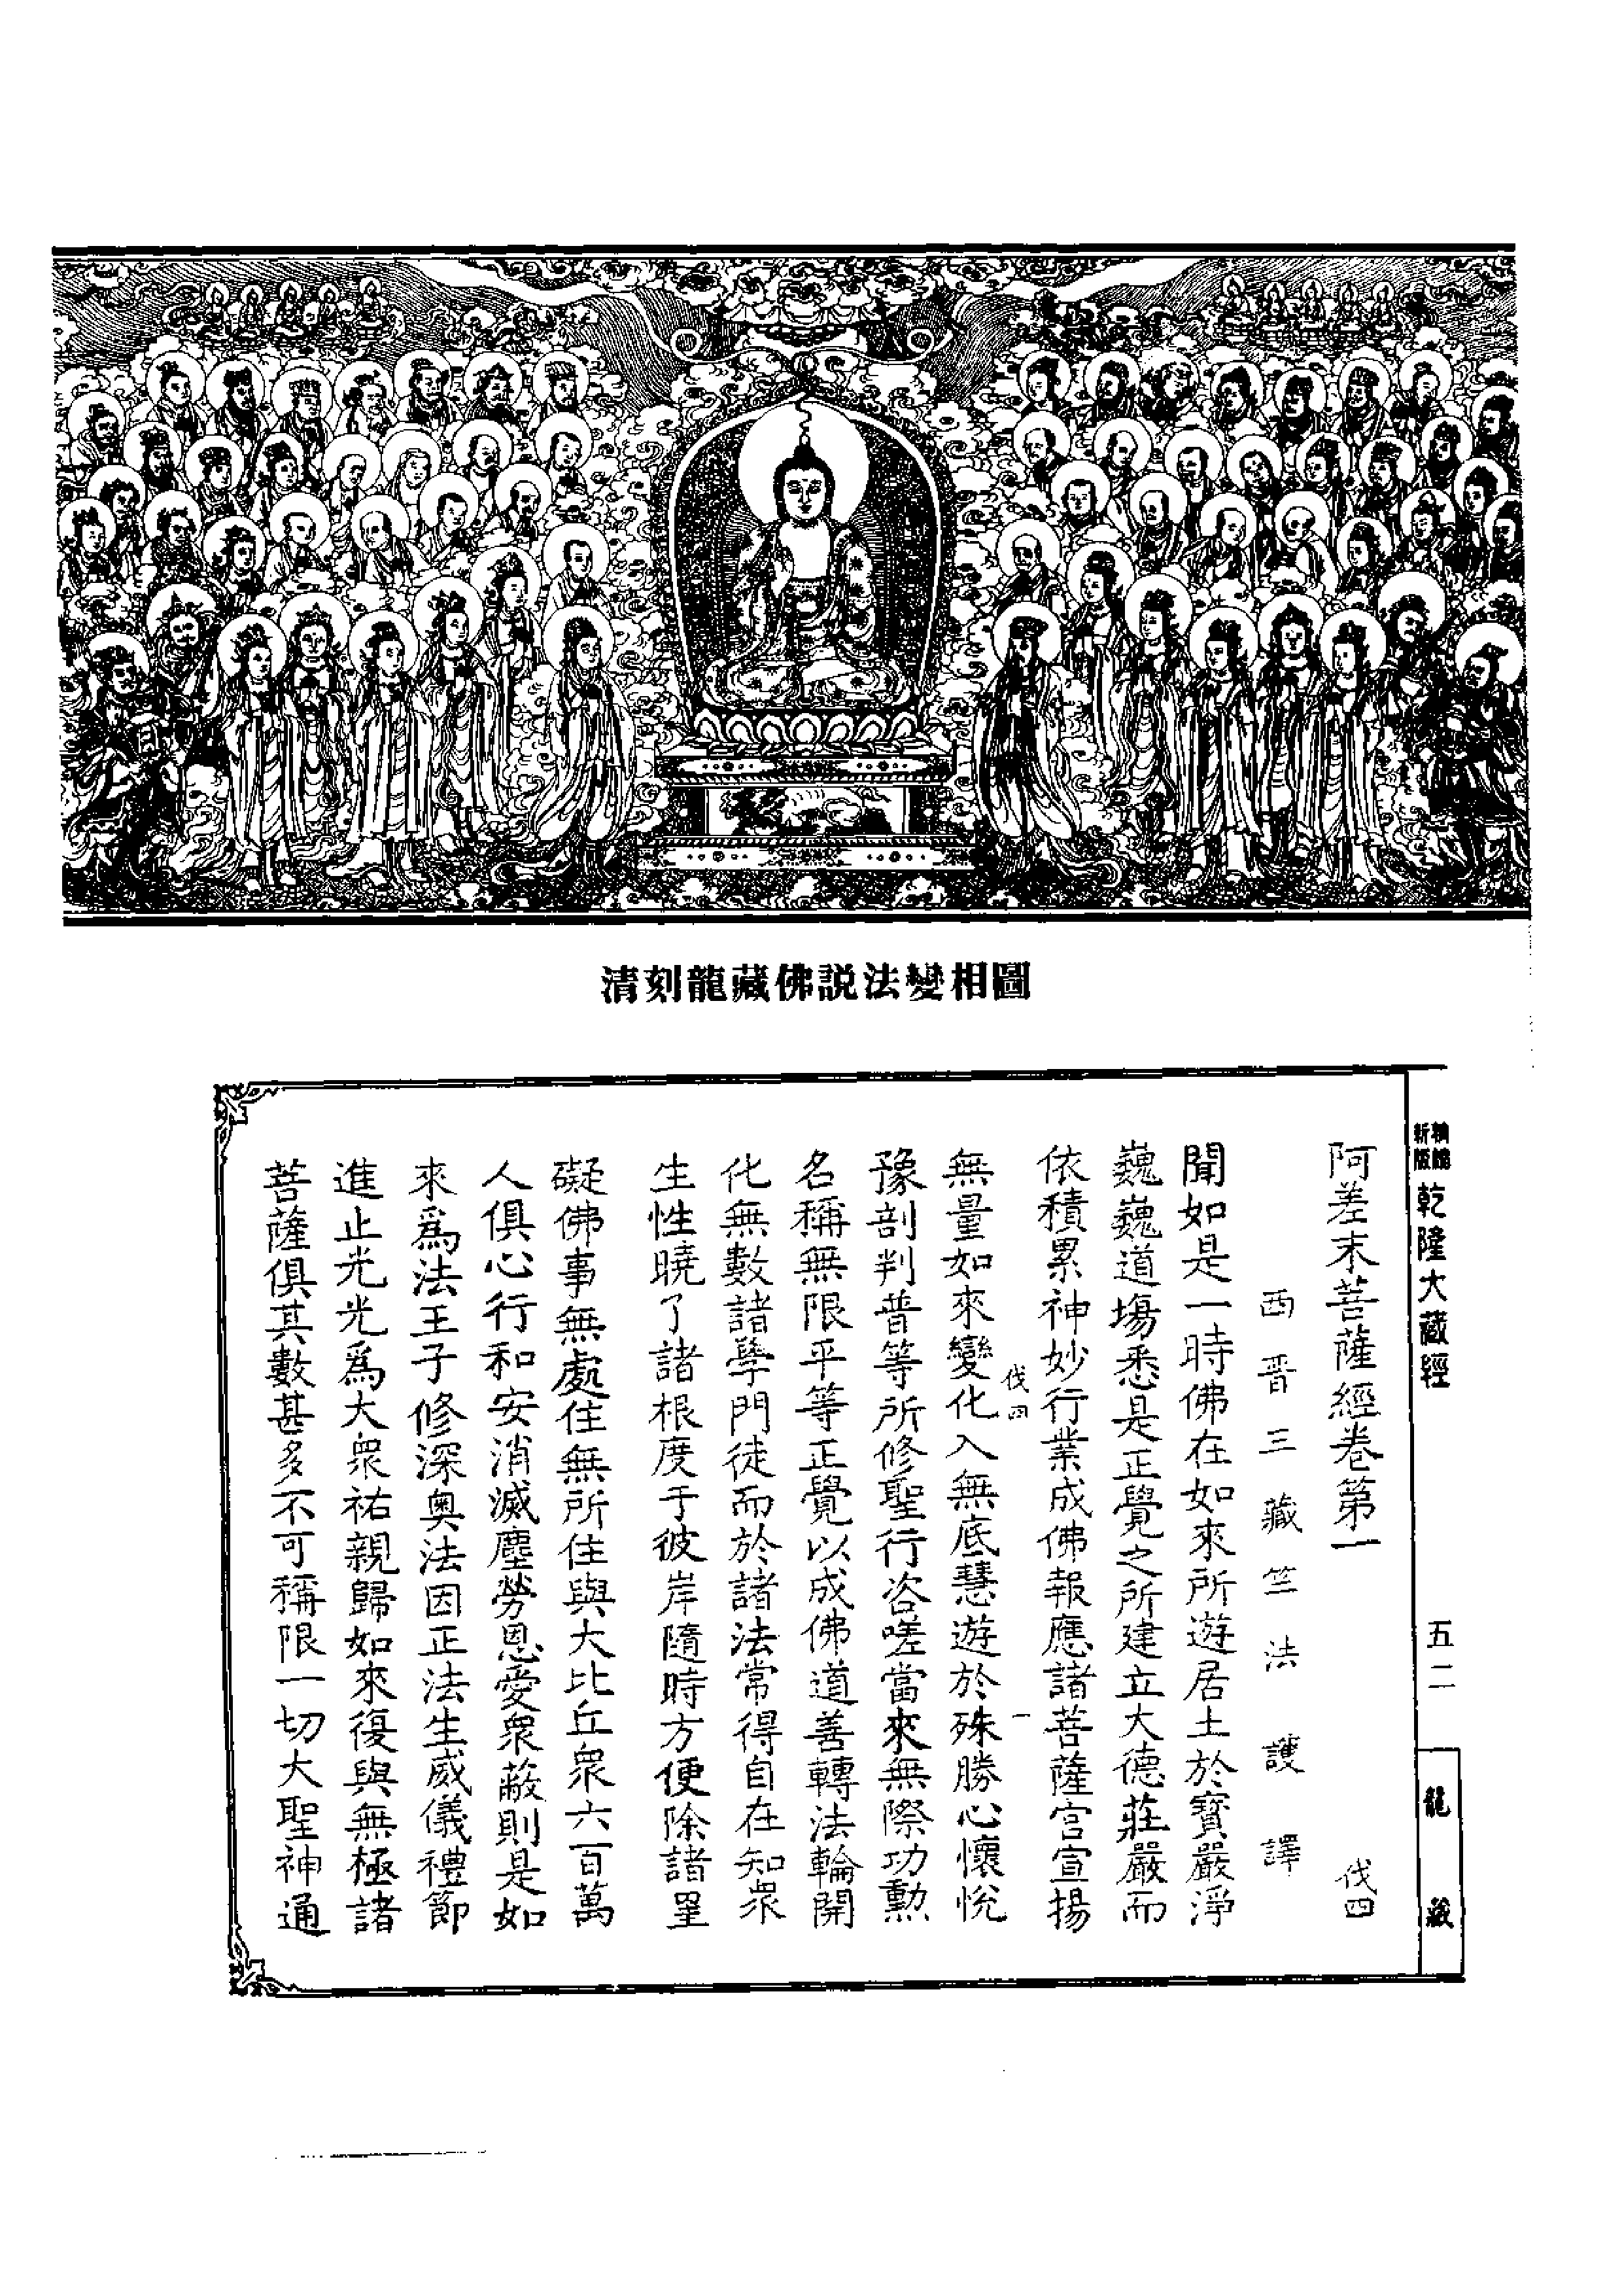 清刻龍藏佛説法變相圖
新編縮版
乾隆大藏經
五二
龍藏
阿差末菩薩經卷第一
伐四
西晋三藏竺法護譯
聞如是一時佛在如來所遊居土於寶嚴淨
巍巍道塲悉是正覺之所建立大德莊嚴而
依積累神妙行業成佛報應諸菩薩宫宣揚
伐四
一
無量如來變化入無底慧遊於殊勝心懷悅
豫剖判普等所修聖行咨嗟當來無際功勲
名稱無限平等正覺以成佛道善轉法輪開
化無數諸學門徒而於諸法常得自在知衆
生性曉了諸根度于彼岸隨時方便除諸罣
礙佛事無處住無所住與大比丘衆六百萬
人俱心行和安消滅塵勞恩愛衆蔽則是如
來爲法王子修深奥法因正法生威儀禮節
進止光光爲大衆祐親歸如來復與無極諸
菩薩俱其數甚多不可稱限一切大聖神通